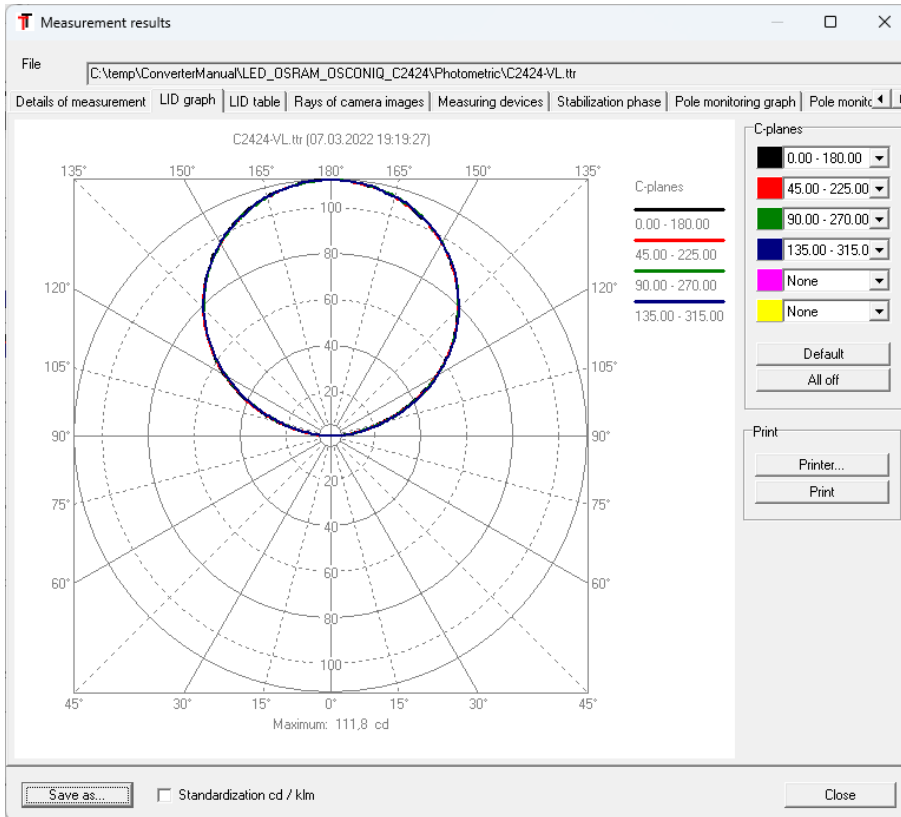 Measurement results
File
C:\temp\ConverterManual\LED_OSRAM_OSCONIQ_C2424\Photometric\C2424-VL.ttr
Details of measurement LID graph LID table Rays of camera images Measuring devices Stabilization phase Pole monitoring graph
C2424-VL.ttr (07.03.2022 19:19:27)
135° 150° 165° 180° 165° 150° 135°
100
80
120° 60 120°
40
105° 105°
20
90° 90°
20
75° 75°
40
60
60° 60°
80
100
45° 30° 15° 0° 15° 30° 45°
Maximum: 111,8 cd
C-planes
0.00 - 180.00
45.00 - 225.00
90.00 - 270.00
135.00 - 315.00
C-planes
0.00 - 180.00
45.00 - 225.00
90.00 - 270.00
135.00 - 315.0
None
None
Default
All off
Print
Printer...
Print
Save as... Standardization cd / klm Close